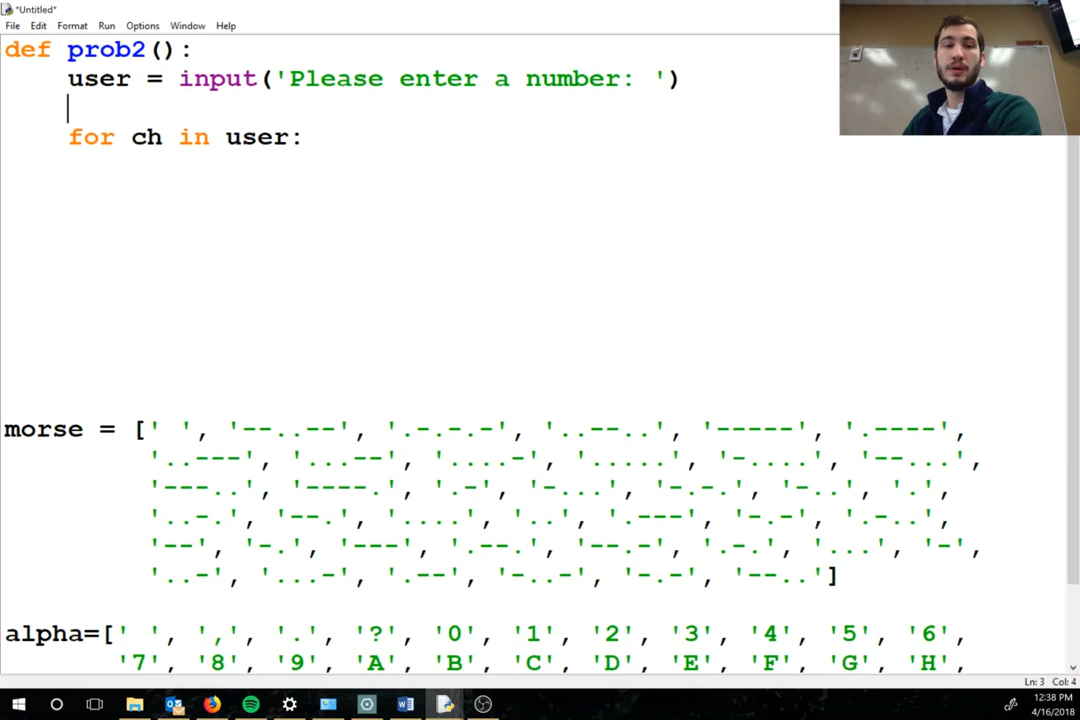 *Untitled*
File Edit Format Run Options Window Help
def prob2():
user = input('Please enter a number: ')
for ch in user:
morse = [' ', '--..--', '.-.-.-', '..--..', '-----', '.----',
'..---', '...--', '....-', '.....', '-....', '--...',
'---..', '----.', '.-', '-...', '-.-.', '-..', '.',
'..-.', '--.', '....', '..', '.---', '-.-', '.-..',
'--', '-.', '---', '.--.', '--.-', '.-.', '...', '-',
'..-', '...-', '.--', '-..-', '-.-', '--..']
alpha=[' ', ',', '.', '?', '0', '1', '2', '3', '4', '5', '6',
'7', '8', '9', 'A', 'B', 'C', 'D', 'E', 'F', 'G', 'H',
Ln: 3 Col: 4
12:38 PM
4/16/2018